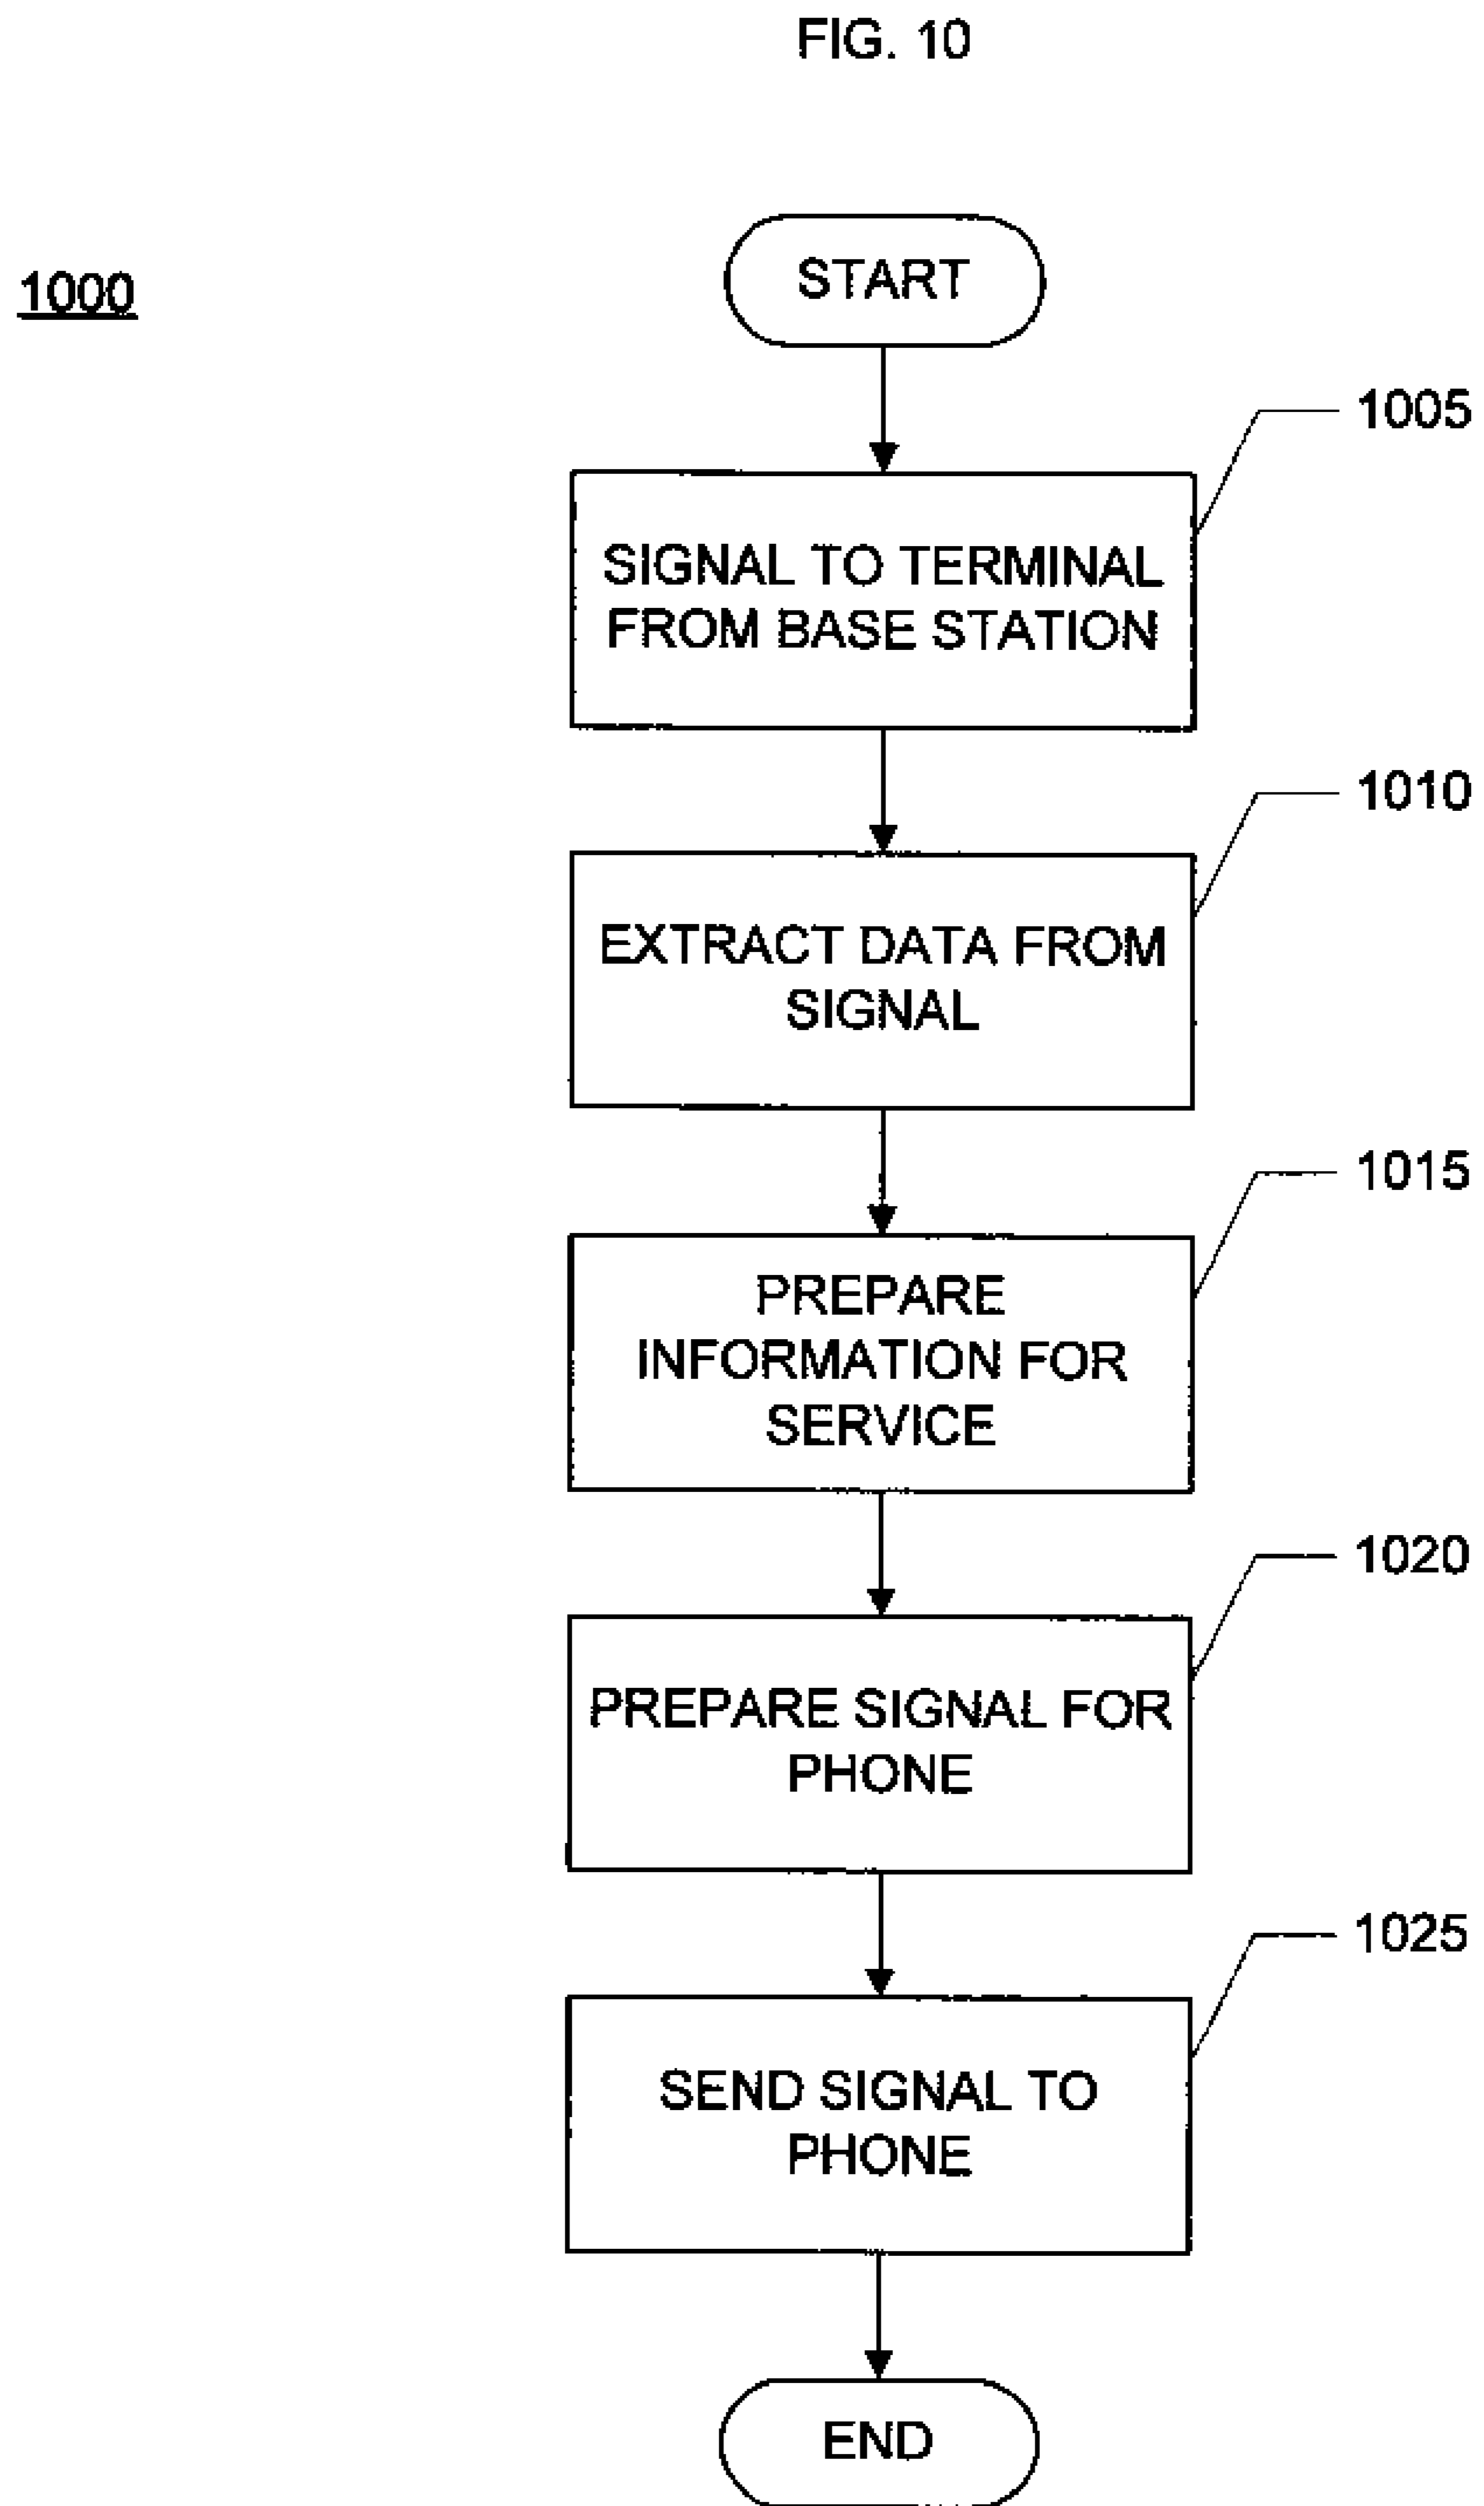 FIG. 10
1000
START
1005
SIGNAL TO TERMINAL
FROM BASE STATION
1010
EXTRACT DATA FROM
SIGNAL
1015
PREPARE
INFORMATION FOR
SERVICE
1020
PREPARE SIGNAL FOR
PHONE
1025
SEND SIGNAL TO
PHONE
END